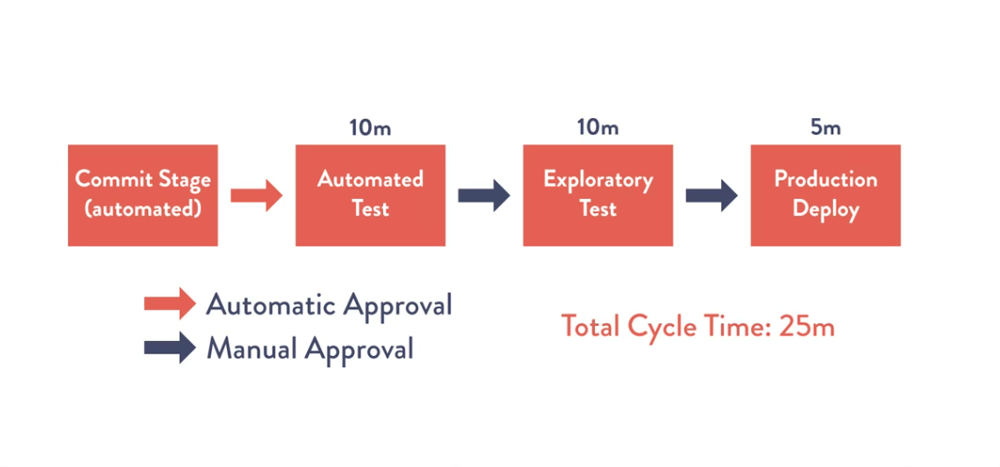 10m
10m
5m
Commit Stage
(automated)
Automated
Test
Exploratory
Test
Production
Deploy
Automatic Approval
Manual Approval
Total Cycle Time: 25m